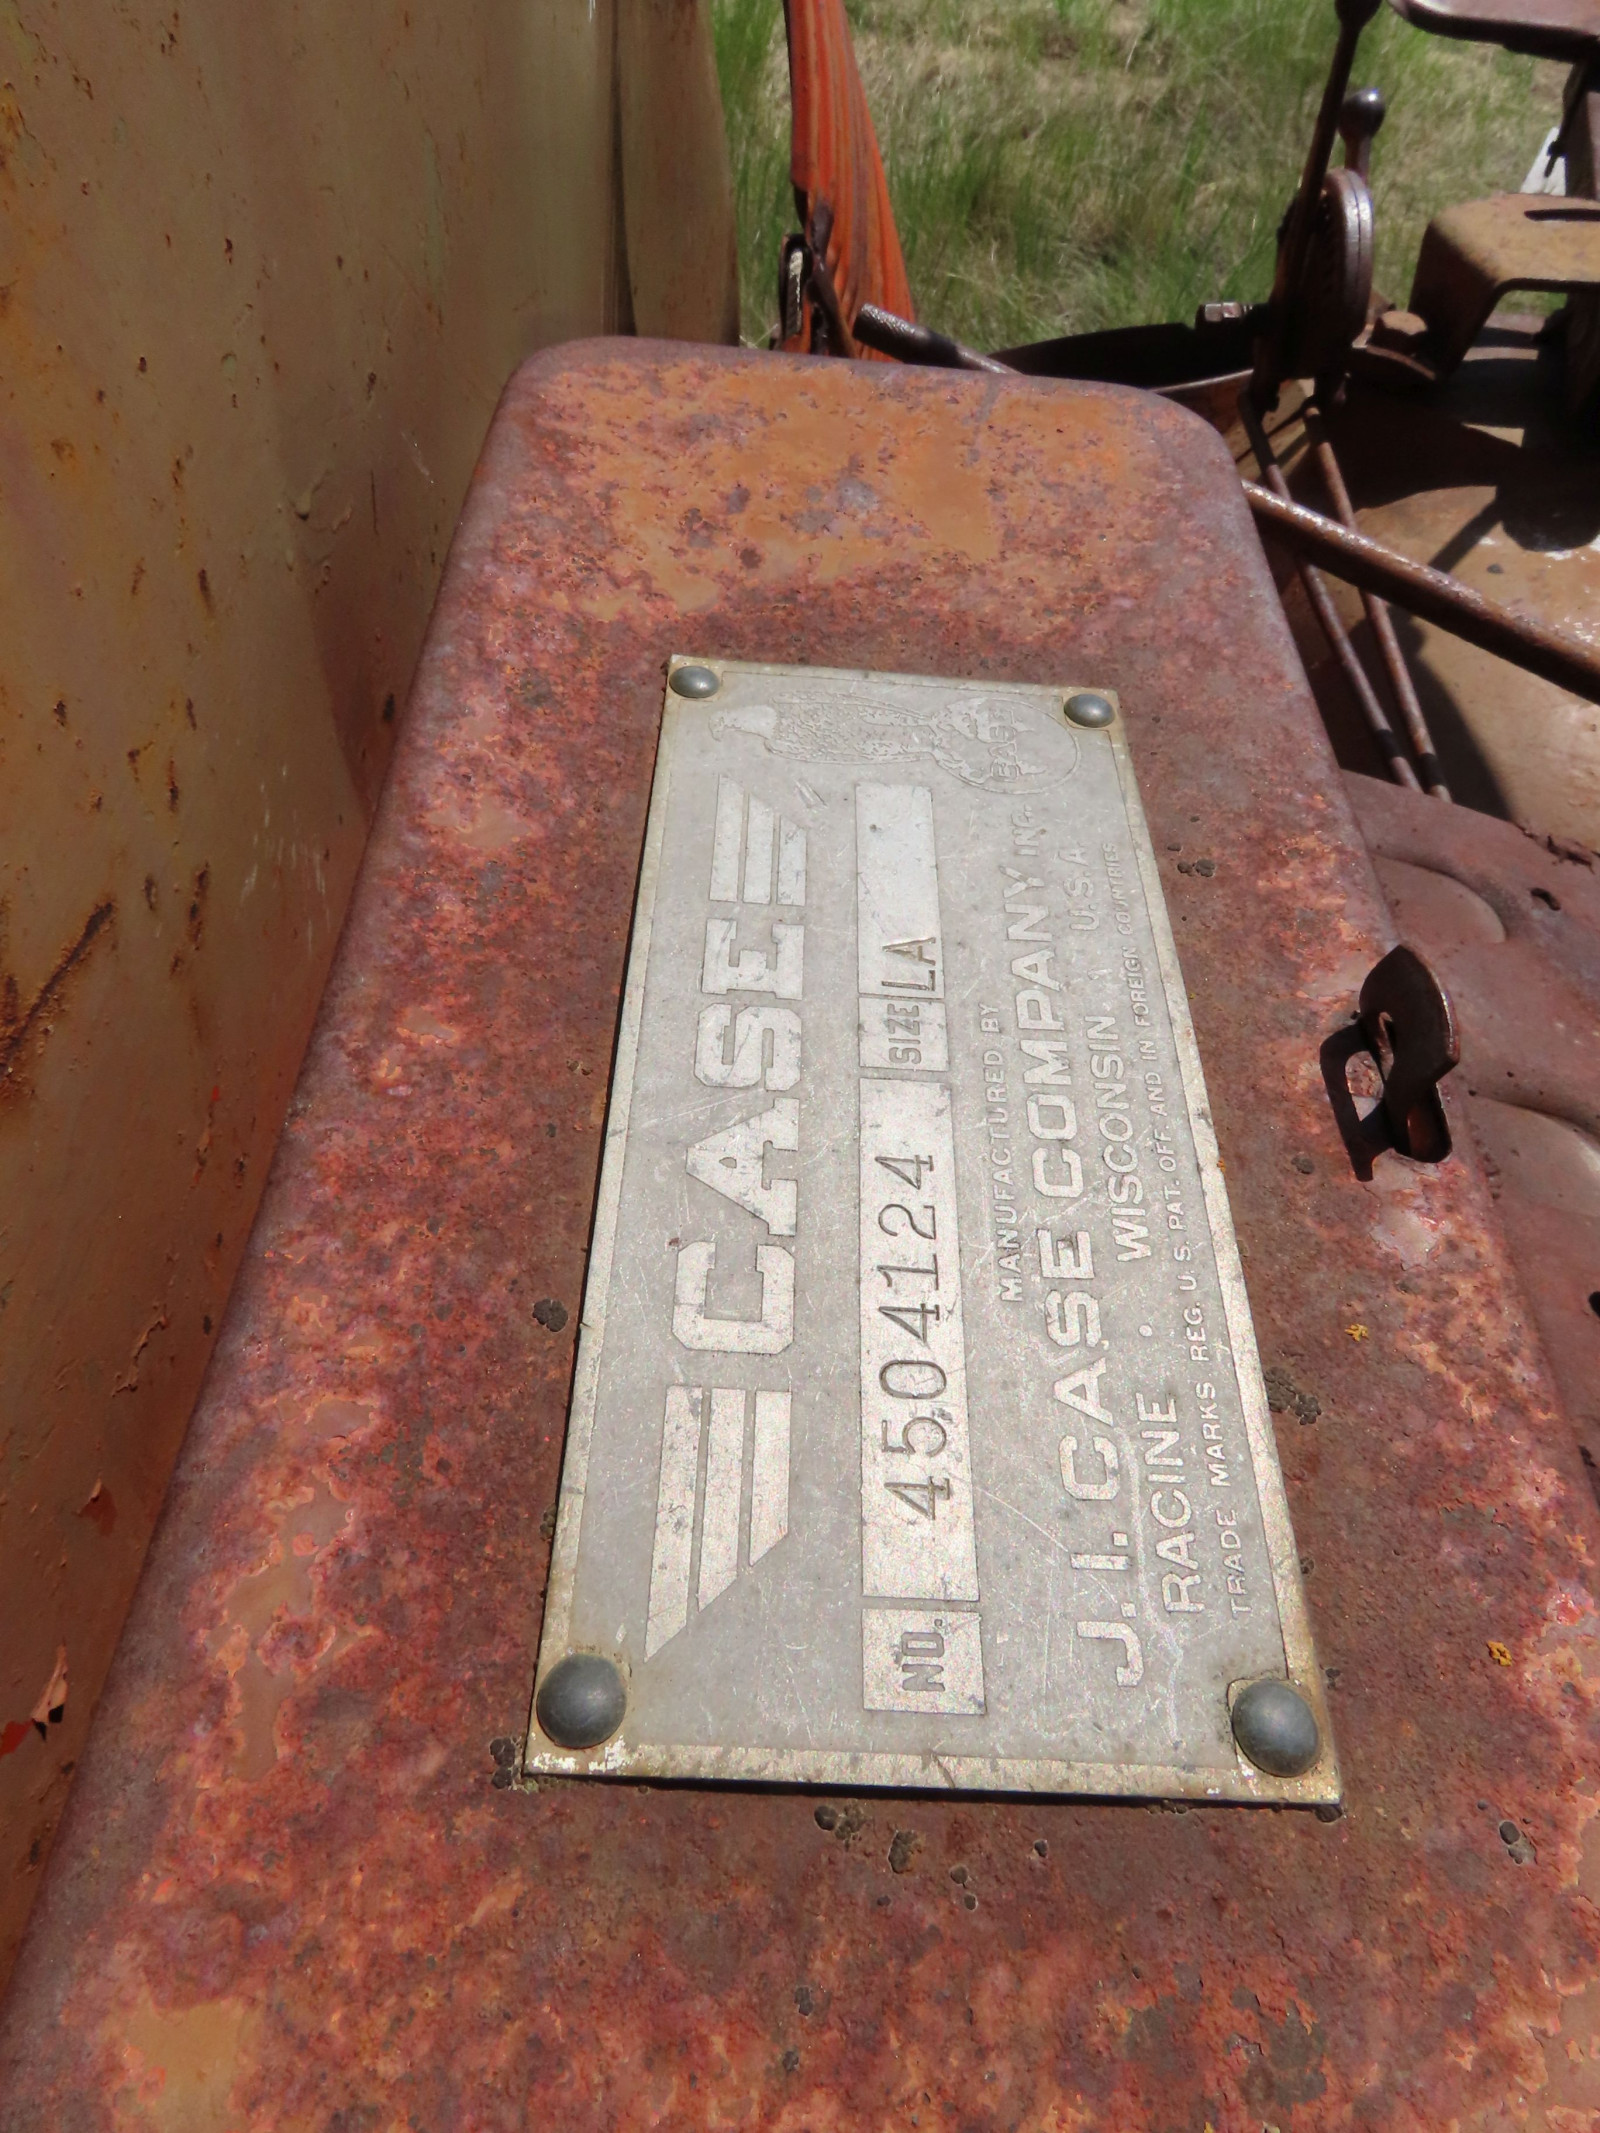 CASE
CASE
NO. 4504124 SIZE LA
MANUFACTURED BY
J. I. CASE COMPANY INC.
RACINE • WISCONSIN U.S.A
TRADE MARKS REG. U.S. PAT. OFF. AND IN FOREIGN COUNTRIES